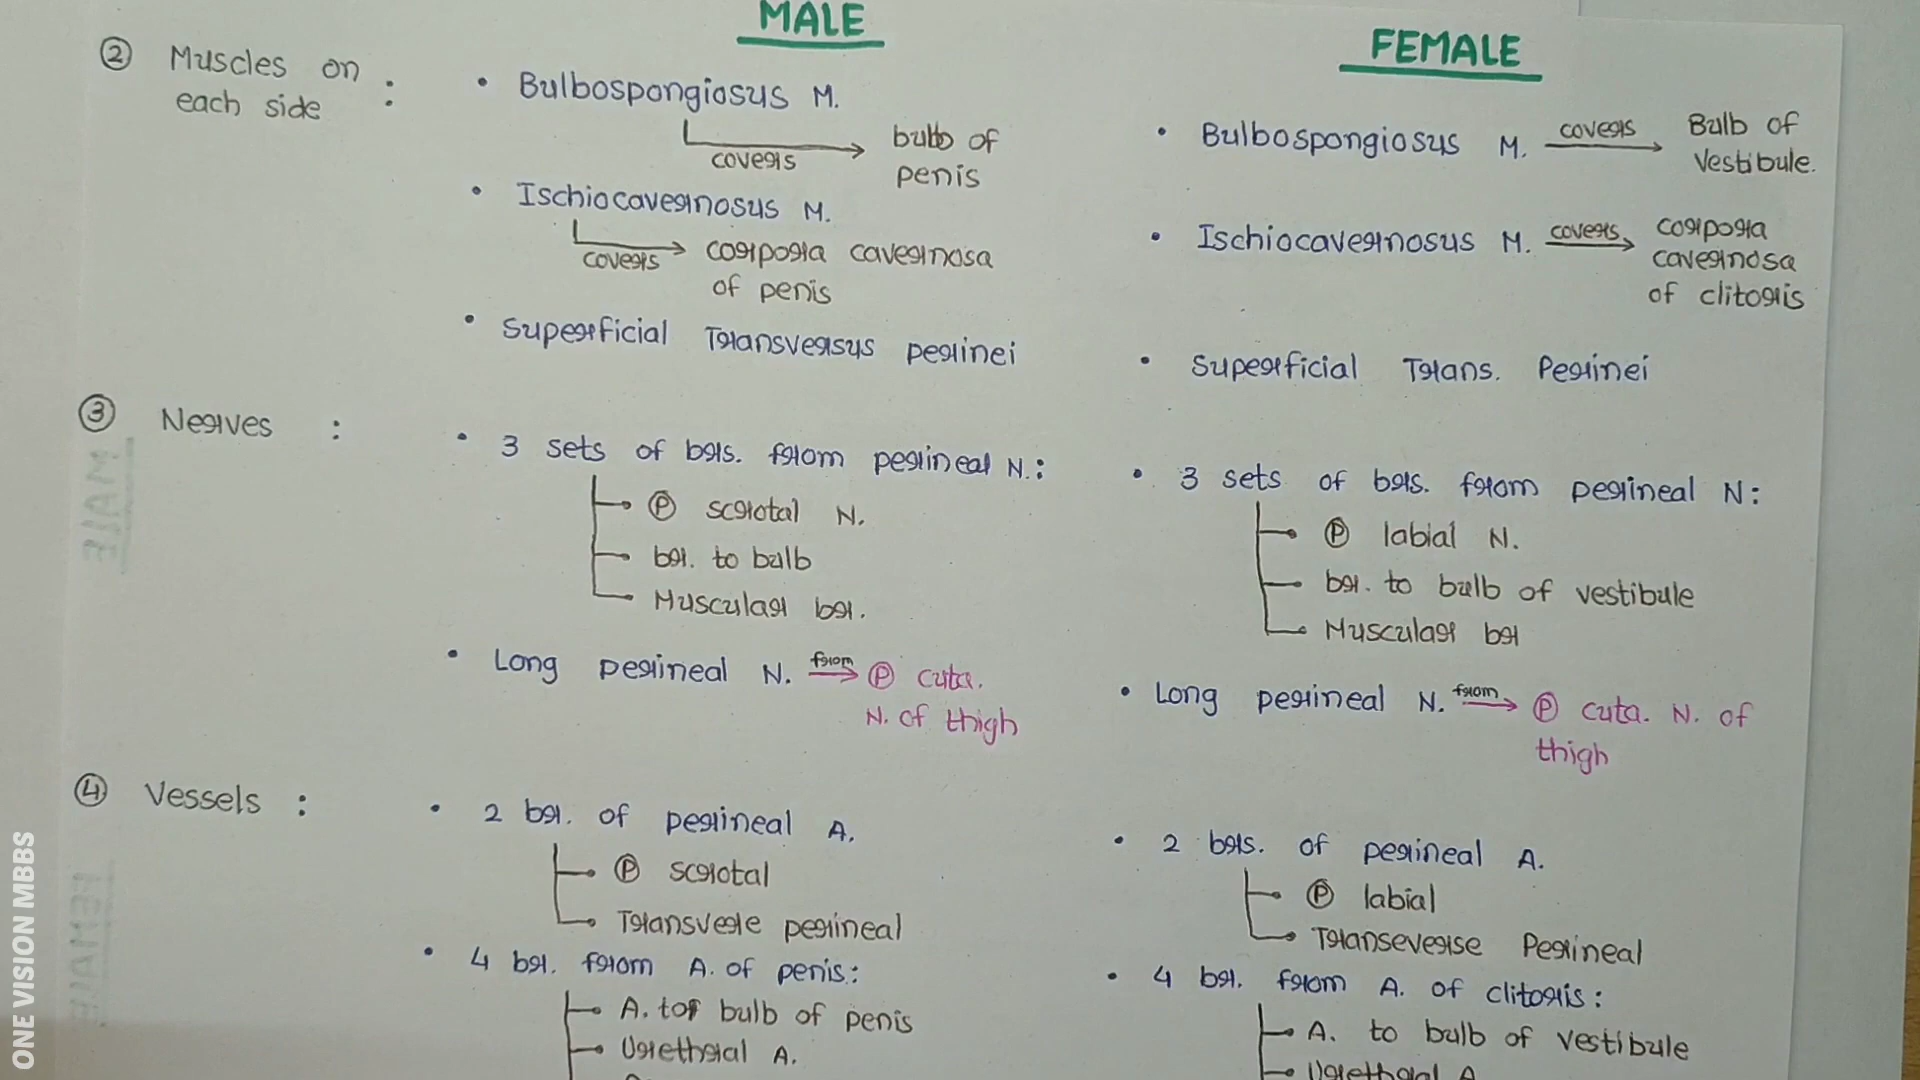 MALE
FEMALE
② Muscles on each side :
• Bulbospongiosus M.
covers → bulb of penis
• Ischiocavernosus M.
covers → corpora cavernosa of penis
• Superficial Transversus perinei
• Bulbospongiosus M. covers → Bulb of Vestibule.
• Ischiocavernosus M. covers → corpora cavernosa of clitoris
• Superficial Trans. Perinei
③ Nerves :
• 3 sets of brs. from perineal N.:
Ⓟ scrotal N.
br. to bulb
Muscular br.
• Long perineal N. from → Ⓟ cuta. N. of thigh
• 3 sets of brs. from perineal N:
Ⓟ labial N.
br. to bulb of vestibule
Muscular br
• Long perineal N. from → Ⓟ cuta. N. of thigh
④ Vessels :
• 2 br. of perineal A.
Ⓟ scrotal
Transvere perineal
• 4 br. from A. of penis:
A. to bulb of penis
Urethral A.
• 2 brs. of perineal A.
Ⓟ labial
Transeverse Perineal
• 4 br. from A. of clitoris:
A. to bulb of vestibule
Urethral A
MALE
FEMALE
ONE VISION MBBS